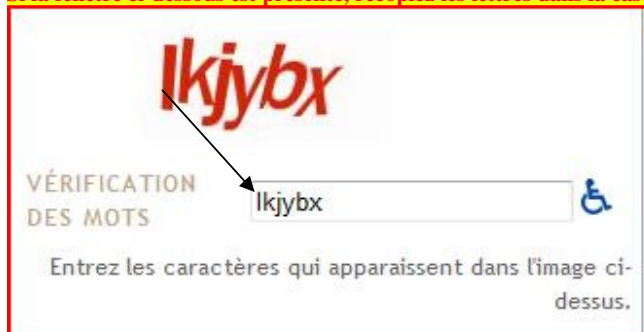 lkjybx
VÉRIFICATION
DES MOTS
lkjybx
Entrez les caractères qui apparaissent dans l'image ci-
dessus.